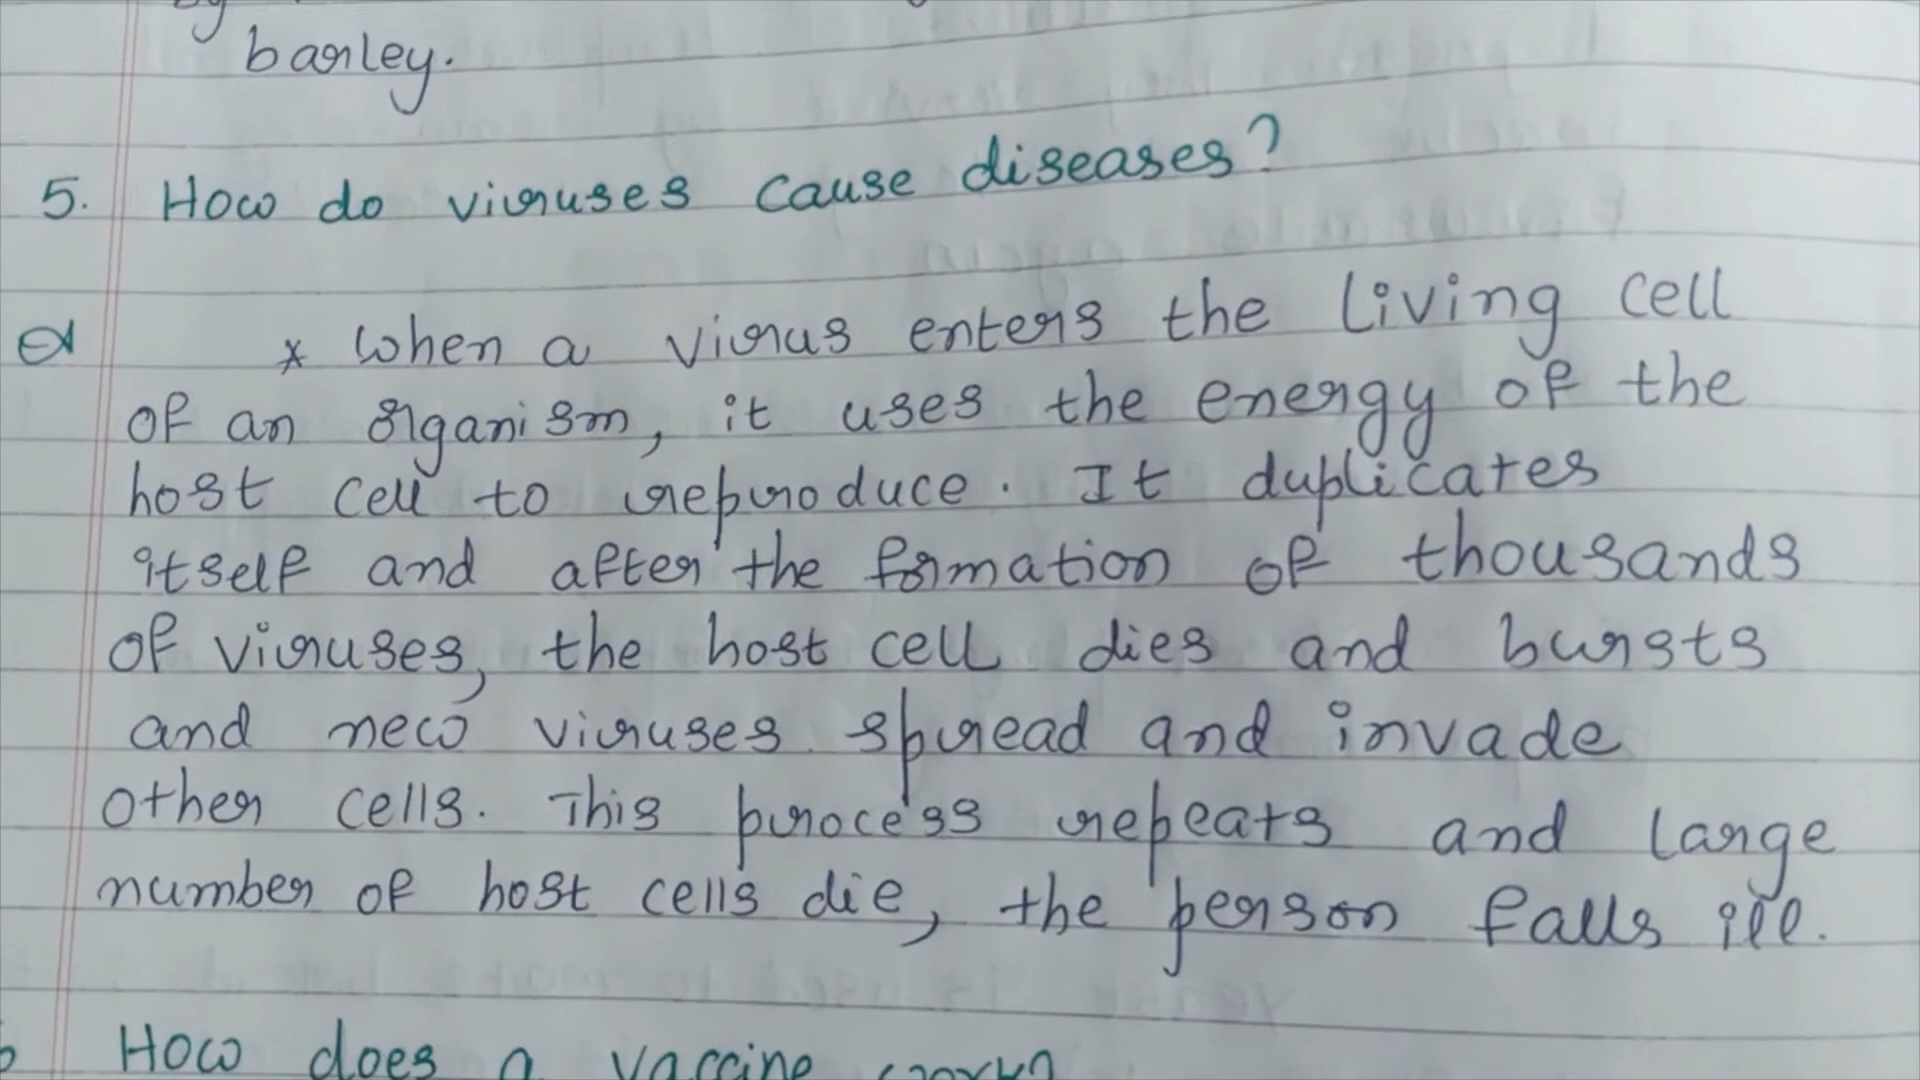 barley.
5. How do viruses cause diseases?
* When a virus enters the living cell
of an organism, it uses the energy of the
host cell to reproduce. It duplicates
itself and after the formation of thousands
of viruses, the host cell dies and bursts
and new viruses spread and invade
other cells. This process repeats and large
number of host cells die, the person falls ill.
How does a vaccine work?